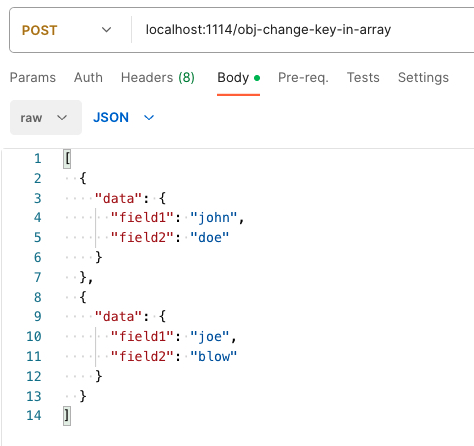 POST localhost:1114/obj-change-key-in-array
Params Auth Headers (8) Body Pre-req. Tests Settings
raw JSON
1 [
2 {
3 "data": {
4 "field1": "john",
5 "field2": "doe"
6 }
7 },
8 {
9 "data": {
10 "field1": "joe",
11 "field2": "blow"
12 }
13 }
14 ]